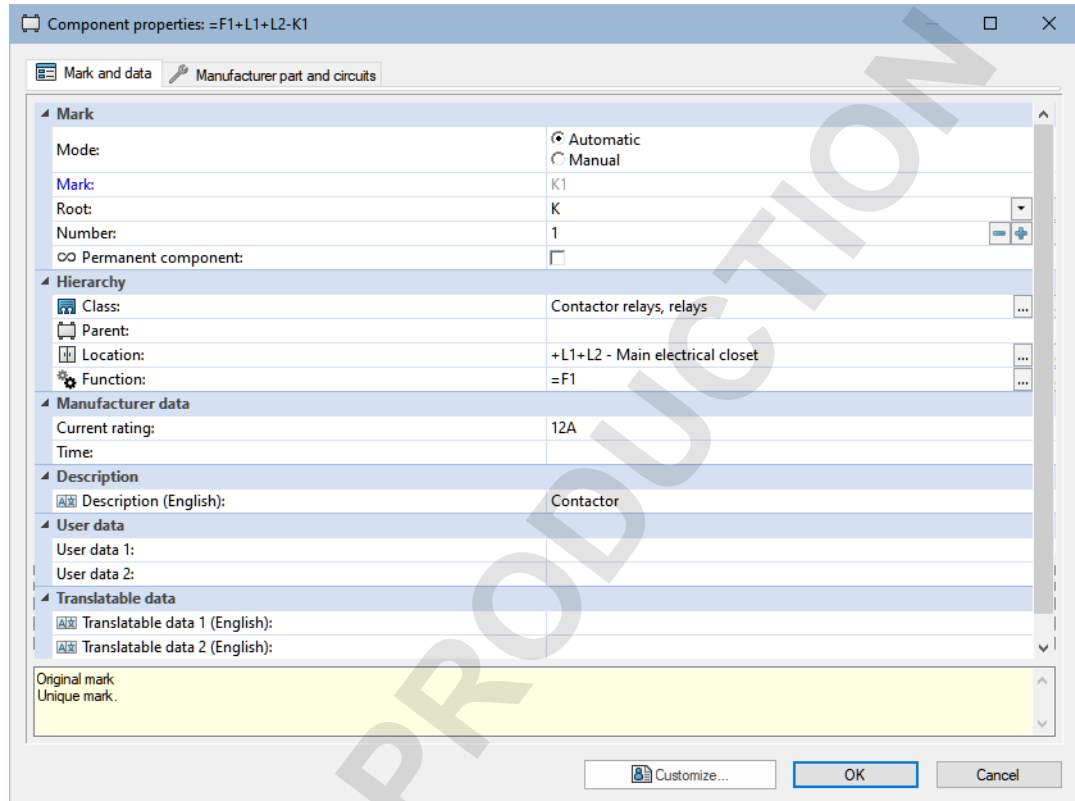 Component properties: =F1+L1+L2-K1
Mark and data Manufacturer part and circuits
Mark
Mode: Automatic
Manual
Mark: K1
Root: K
Number: 1
Permanent component:
Hierarchy
Class: Contactor relays, relays ...
Parent:
Location: +L1+L2 - Main electrical closet ...
Function: =F1 ...
Manufacturer data
Current rating: 12A
Time:
Description
Description (English): Contactor
User data
User data 1:
User data 2:
Translatable data
Translatable data 1 (English):
Translatable data 2 (English):
Original mark
Unique mark.
Customize... OK Cancel
PRODUCTION